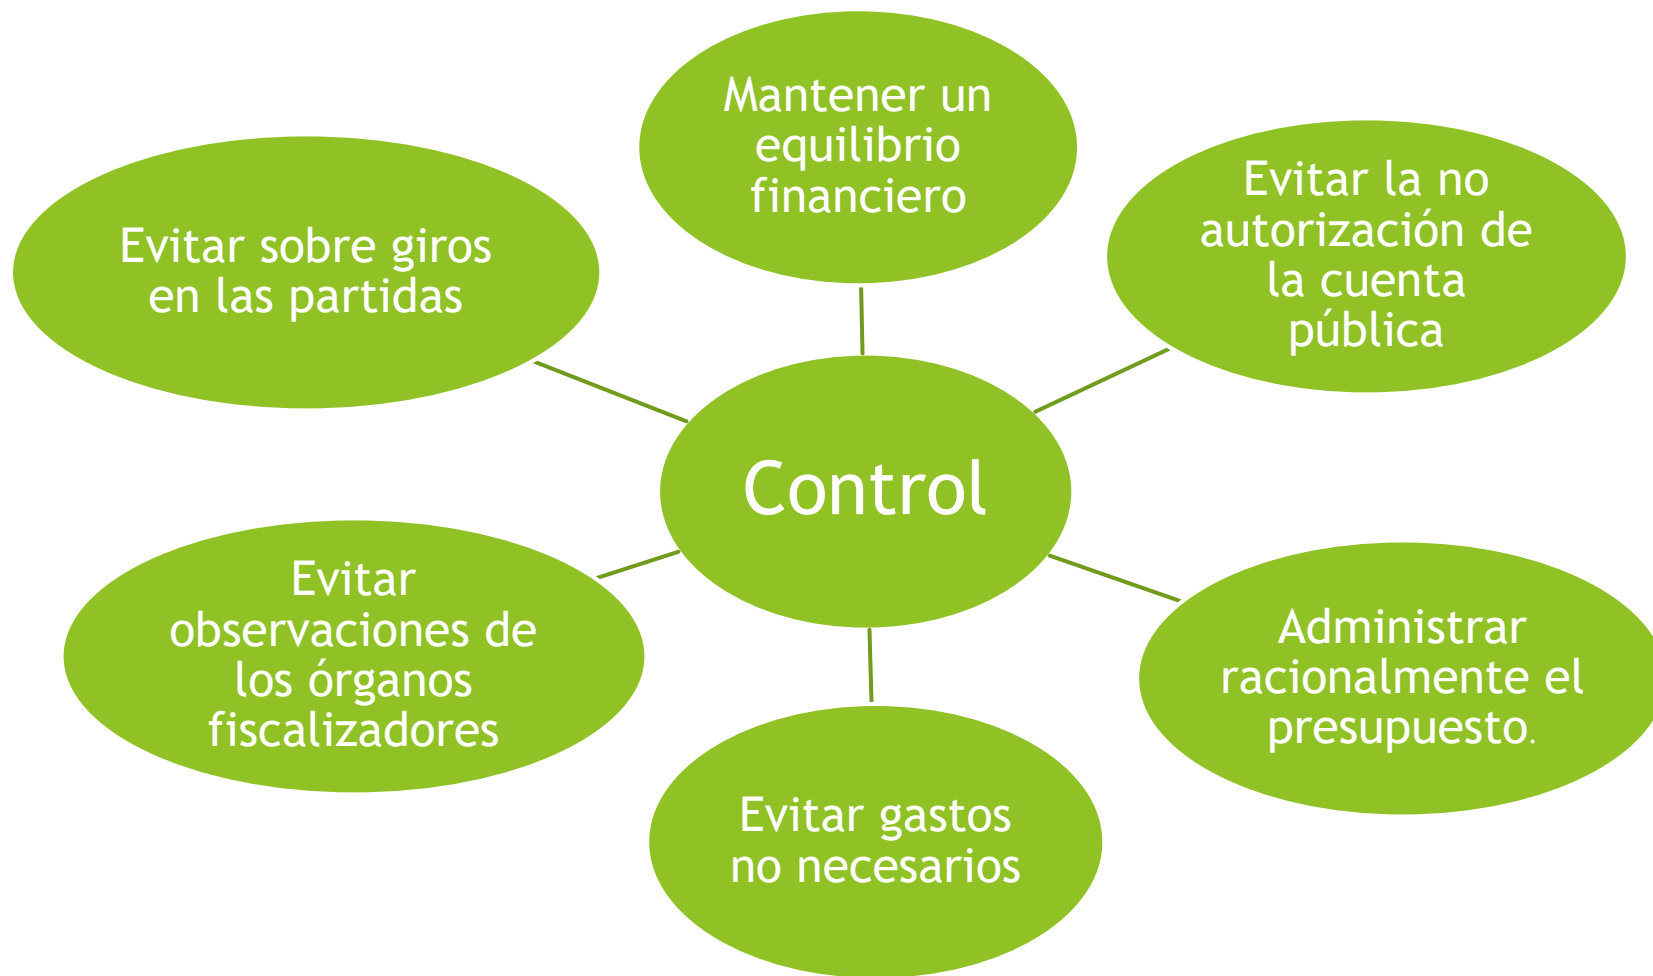 Mantener un
equilibrio
financiero
Evitar la no
autorización de
la cuenta
pública
Administrar
racionalmente el
presupuesto.
Evitar gastos
no necesarios
Evitar
observaciones de
los órganos
fiscalizadores
Evitar sobre giros
en las partidas
Control